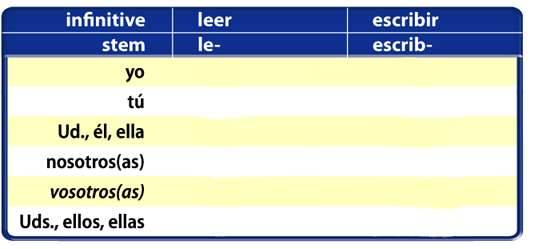 infinitive leer escribir
stem le- escrib-
yo
tú
Ud., él, ella
nosotros(as)
vosotros(as)
Uds., ellos, ellas